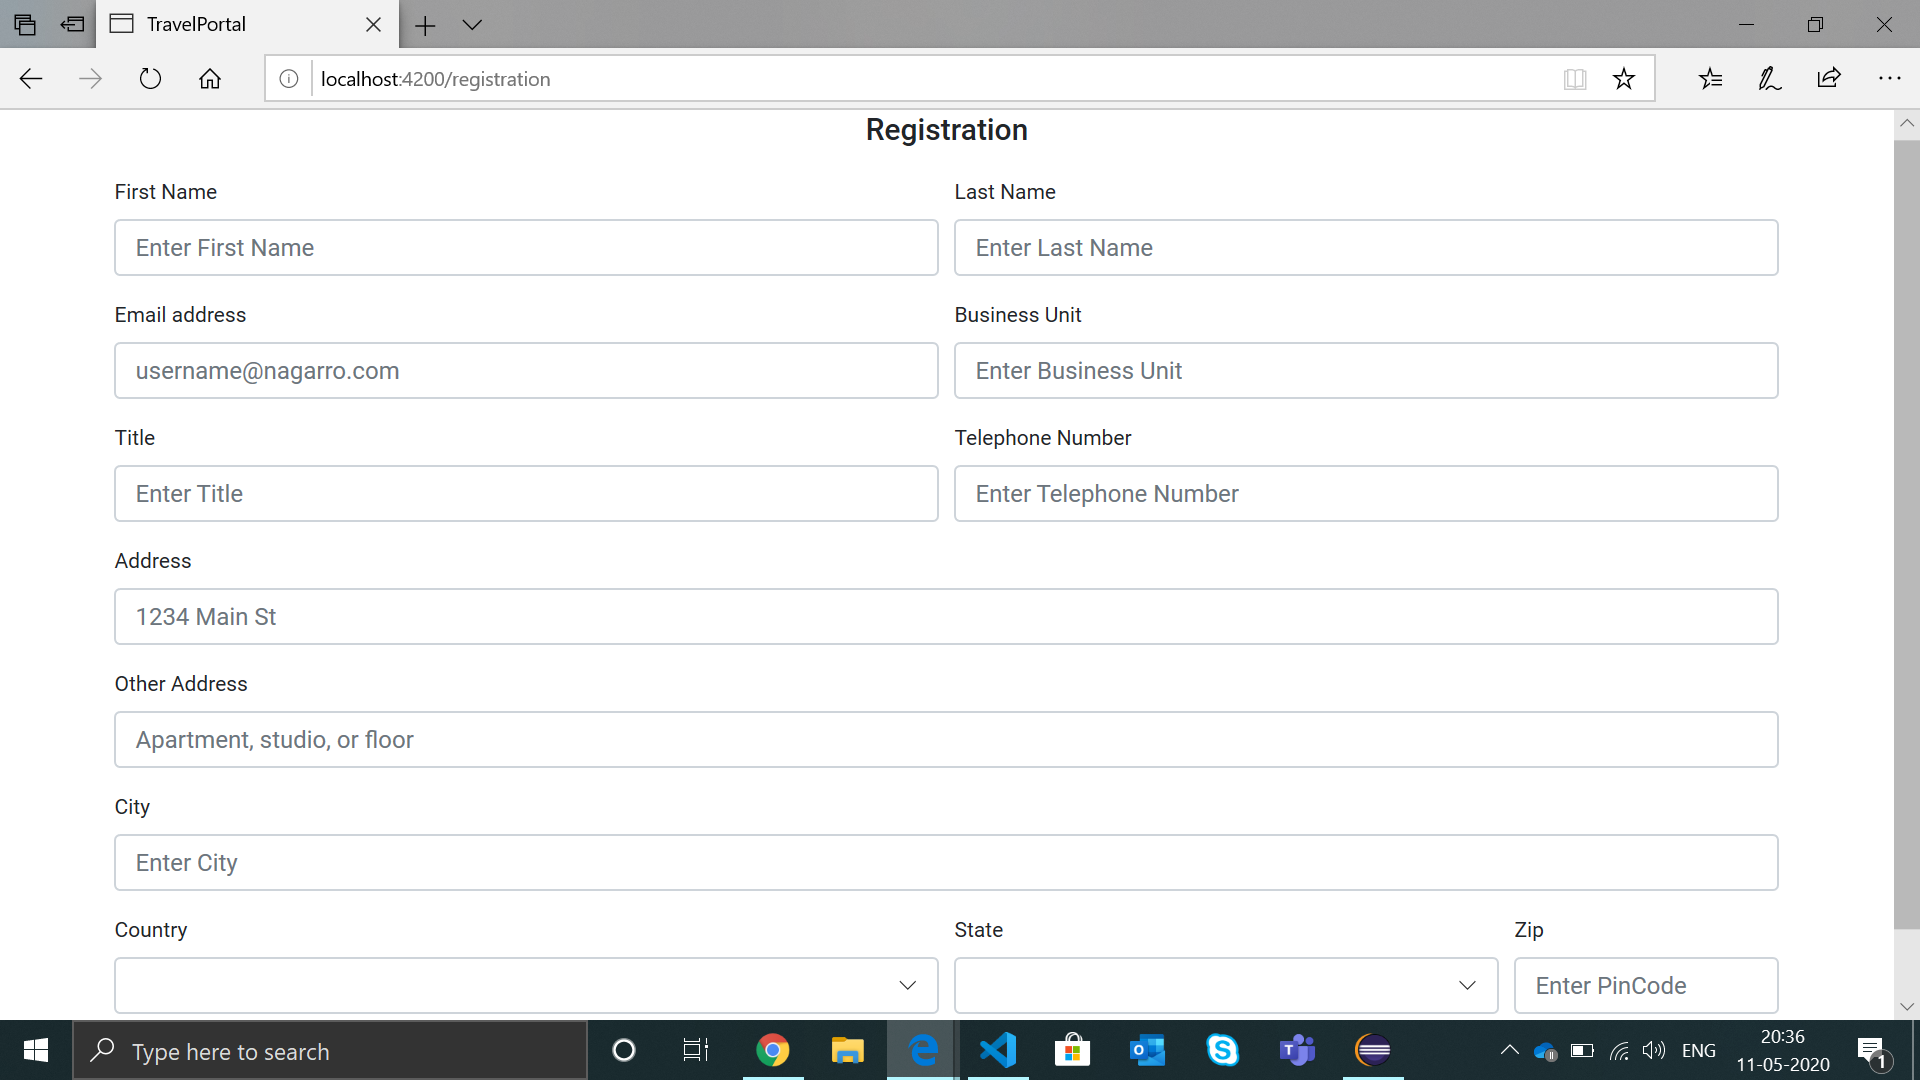 TravelPortal
localhost:4200/registration
Registration
First Name
Last Name
Enter First Name
Enter Last Name
Email address
Business Unit
username@nagarro.com
Enter Business Unit
Title
Telephone Number
Enter Title
Enter Telephone Number
Address
1234 Main St
Other Address
Apartment, studio, or floor
City
Enter City
Country
State
Zip
Enter PinCode
Type here to search
ENG
20:36
11-05-2020
1